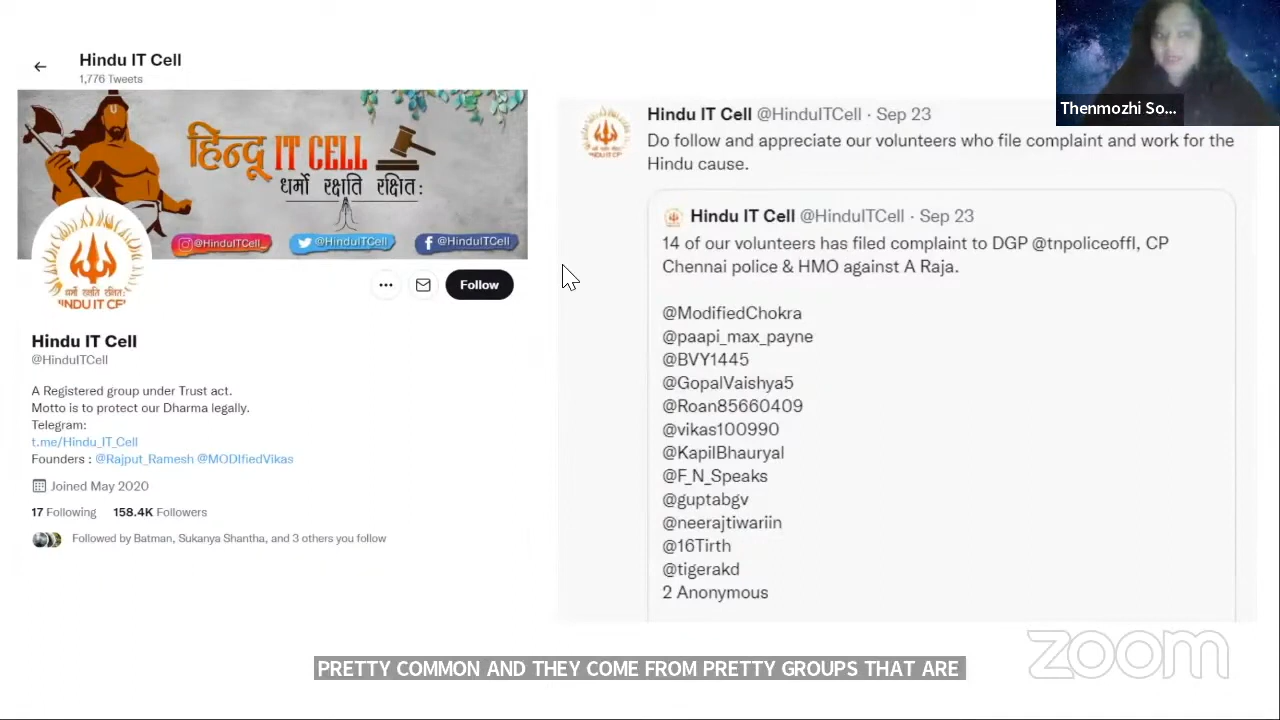 Hindu IT Cell
1,776 Tweets
हिन्दू IT CELL
धर्मो रक्षति रक्षित:
@HinduITCell
@HinduITCell
@HinduITCell
धर्मो रक्षति रक्षित:
Follow
Hindu IT Cell
@HinduITCell
A Registered group under Trust act.
Motto is to protect our Dharma legally.
Telegram:
t.me/Hindu_IT_Cell
Founders : @Rajput_Ramesh @MODIfiedVikas
Joined May 2020
17 Following 158.4K Followers
Followed by Batman, Sukanya Shantha, and 3 others you follow
Hindu IT Cell @HinduITCell · Sep 23
Do follow and appreciate our volunteers who file complaint and work for the
Hindu cause.
Hindu IT Cell @HinduITCell · Sep 23
14 of our volunteers has filed complaint to DGP @tnpoliceoffl, CP
Chennai police & HMO against A Raja.
@ModifiedChokra
@paapi_max_payne
@BVY1445
@GopalVaishya5
@Roan85660409
@vikas100990
@KapilBhauryal
@F_N_Speaks
@guptabgv
@neerajtiwariin
@16Tirth
@tigerakd
2 Anonymous
Thenmozhi So...
PRETTY COMMON AND THEY COME FROM PRETTY GROUPS THAT ARE
zoom